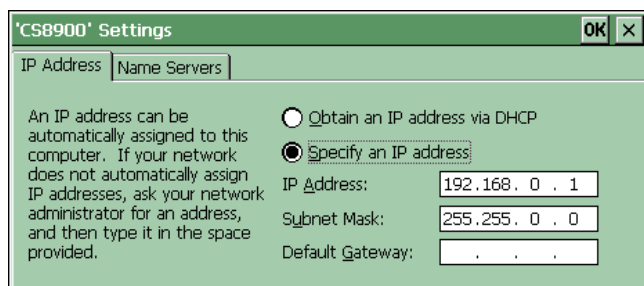 'CS8900' Settings OK ×
IP Address Name Servers
An IP address can be
automatically assigned to this
computer. If your network
does not automatically assign
IP addresses, ask your network
administrator for an address,
and then type it in the space
provided.
Obtain an IP address via DHCP
Specify an IP address
IP Address: 192.168. 0 . 1
Subnet Mask: 255.255. 0 . 0
Default Gateway: . . .